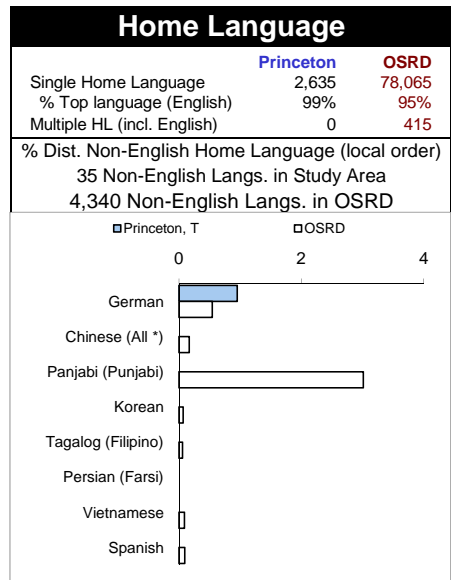 Home Language
Princeton OSRD
Single Home Language 2,635 78,065
% Top language (English) 99% 95%
Multiple HL (incl. English) 0 415
% Dist. Non-English Home Language (local order)
35 Non-English Langs. in Study Area
4,340 Non-English Langs. in OSRD
Princeton, T OSRD
0 2 4
German
Chinese (All *)
Panjabi (Punjabi)
Korean
Tagalog (Filipino)
Persian (Farsi)
Vietnamese
Spanish